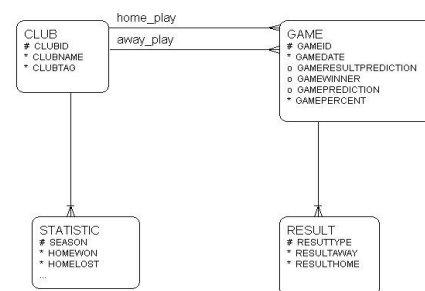 home_play
CLUB
# CLUBID
* CLUBNAME
* CLUBTAG
away_play
GAME
# GAMEID
* GAMEDATE
o GAMERESULTPREDICTION
o GAMEWINNER
o GAMEPREDICTION
* GAMEPERCENT
STATISTIC
# SEASON
* HOMEWON
* HOMELOST
...
RESULT
# RESUTTYPE
* RESULTAWAY
* RESULTHOME